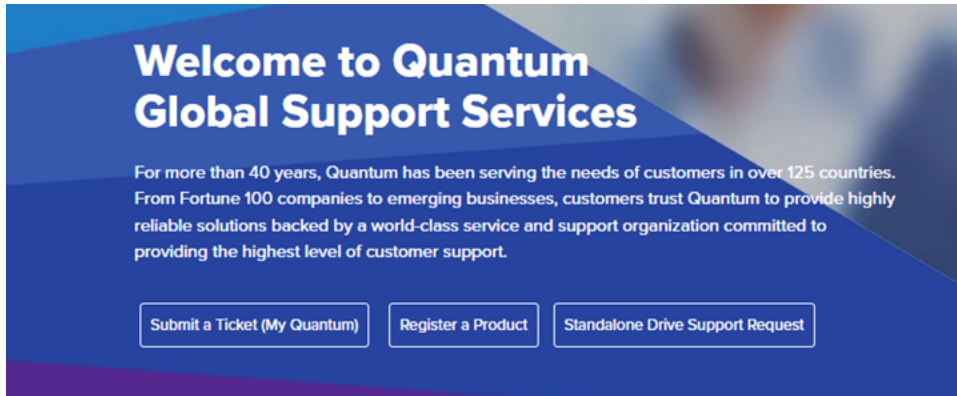 Welcome to Quantum
Global Support Services
For more than 40 years, Quantum has been serving the needs of customers in over 125 countries.
From Fortune 100 companies to emerging businesses, customers trust Quantum to provide highly
reliable solutions backed by a world-class service and support organization committed to
providing the highest level of customer support.
Submit a Ticket (My Quantum) Register a Product Standalone Drive Support Request